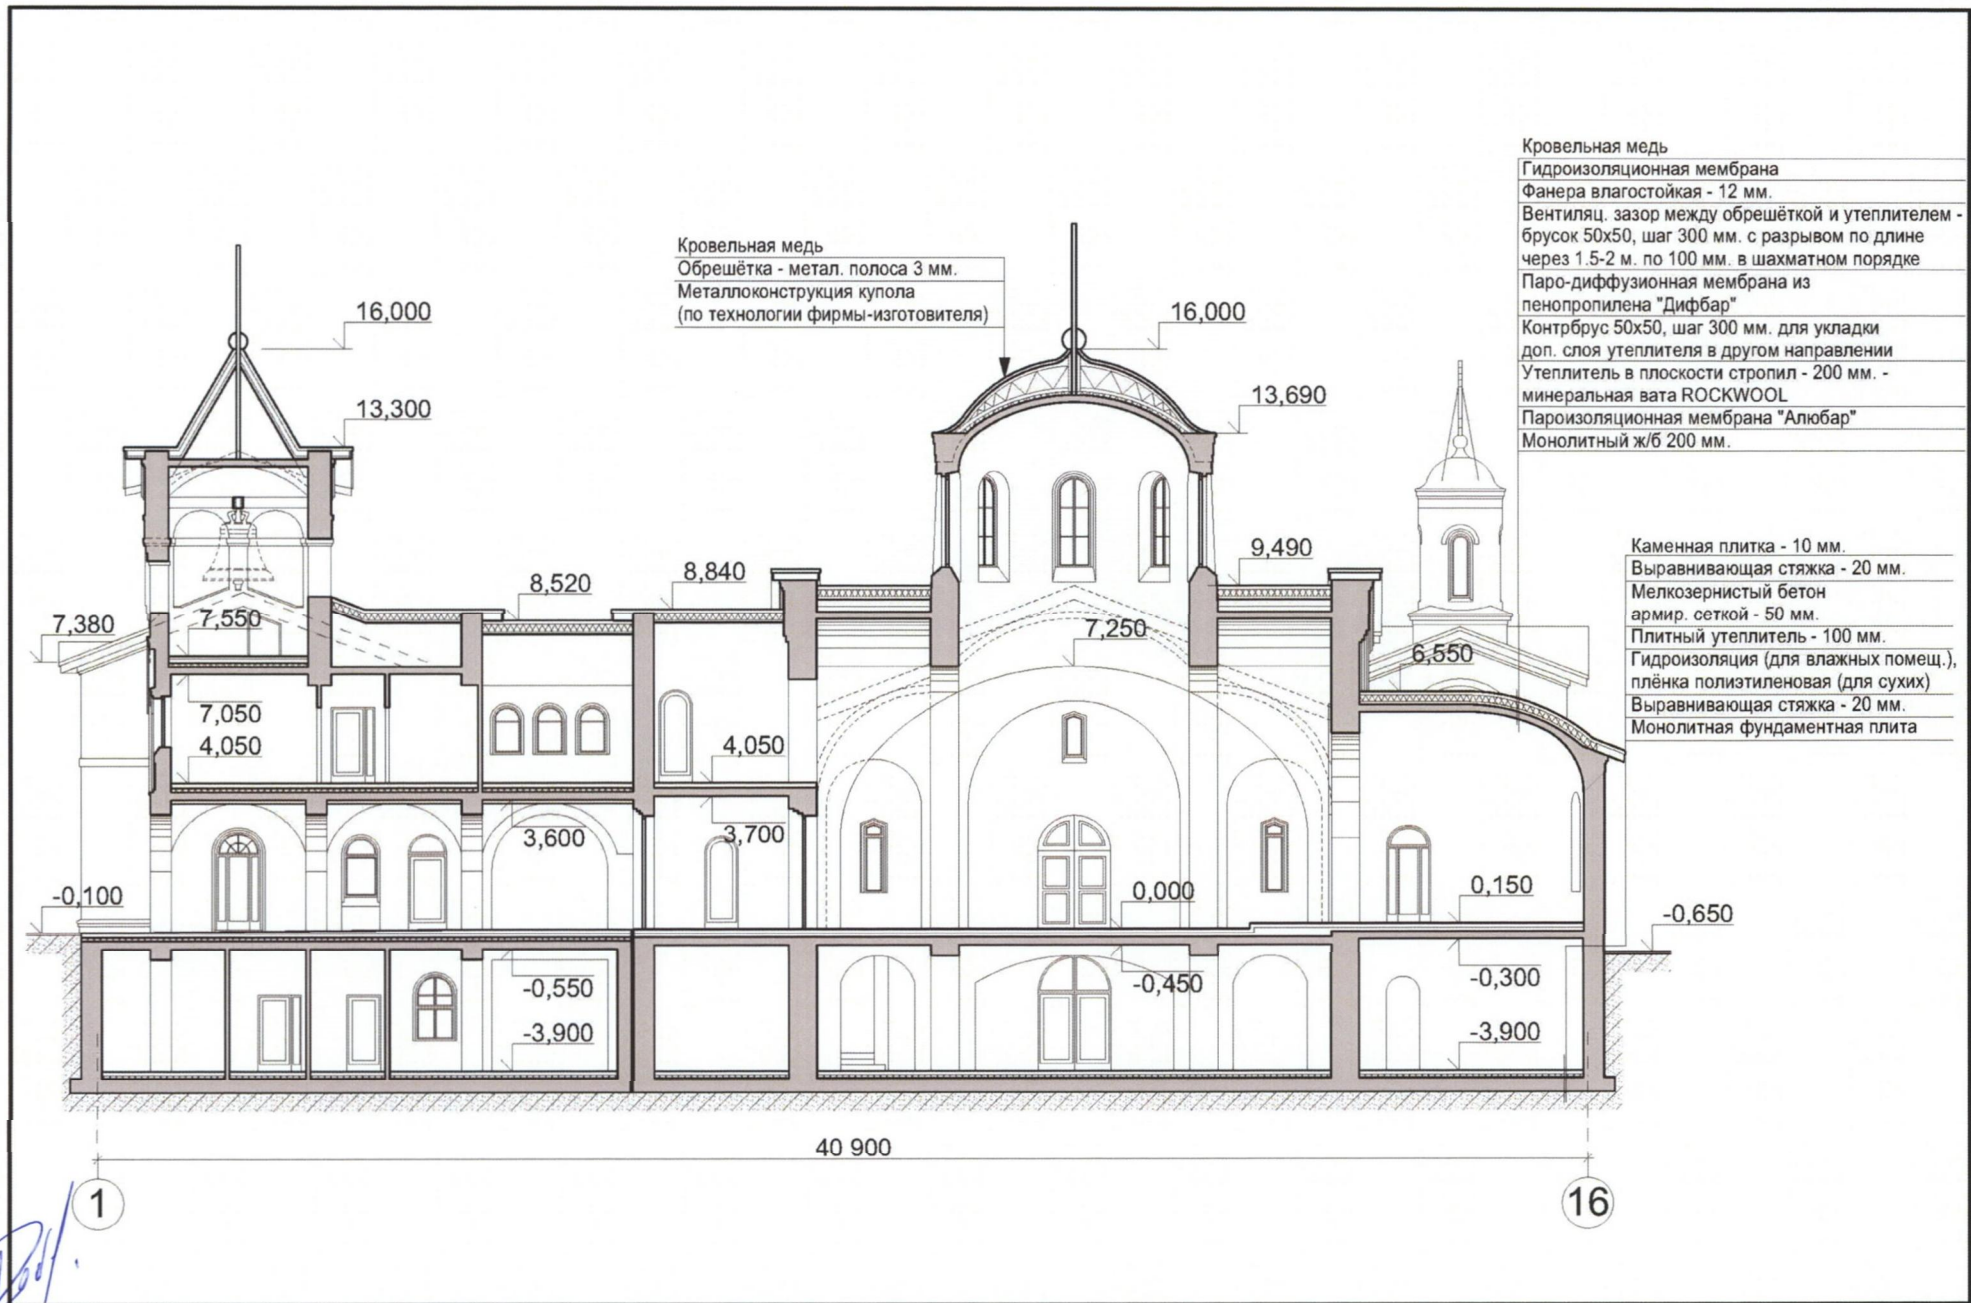 Кровельная медь
Гидроизоляционная мембрана
Фанера влагостойкая - 12 мм.
Вентиляц. зазор между обрешёткой и утеплителем -
брусок 50х50, шаг 300 мм. с разрывом по длине
через 1.5-2 м. по 100 мм. в шахматном порядке
Паро-диффузионная мембрана из
пенопропилена "Дифбар"
Контрбрус 50х50, шаг 300 мм. для укладки
доп. слоя утеплителя в другом направлении
Утеплитель в плоскости стропил - 200 мм. -
минеральная вата ROCKWOOL
Пароизоляционная мембрана "Алюбар"
Монолитный ж/б 200 мм.
Кровельная медь
Обрешётка - метал. полоса 3 мм.
Металлоконструкция купола
(по технологии фирмы-изготовителя)
16,000
16,000
13,300
13,690
Каменная плитка - 10 мм.
Выравнивающая стяжка - 20 мм.
Мелкозернистый бетон
армир. сеткой - 50 мм.
Плитный утеплитель - 100 мм.
Гидроизоляция (для влажных помещ.),
плёнка полиэтиленовая (для сухих)
Выравнивающая стяжка - 20 мм.
Монолитная фундаментная плита
9,490
8,520
8,840
7,380
7,550
7,250
6,550
7,050
4,050
4,050
3,600
3,700
-0,100
0,000
0,150
-0,650
-0,550
-0,450
-0,300
-3,900
-3,900
40 900
1
16